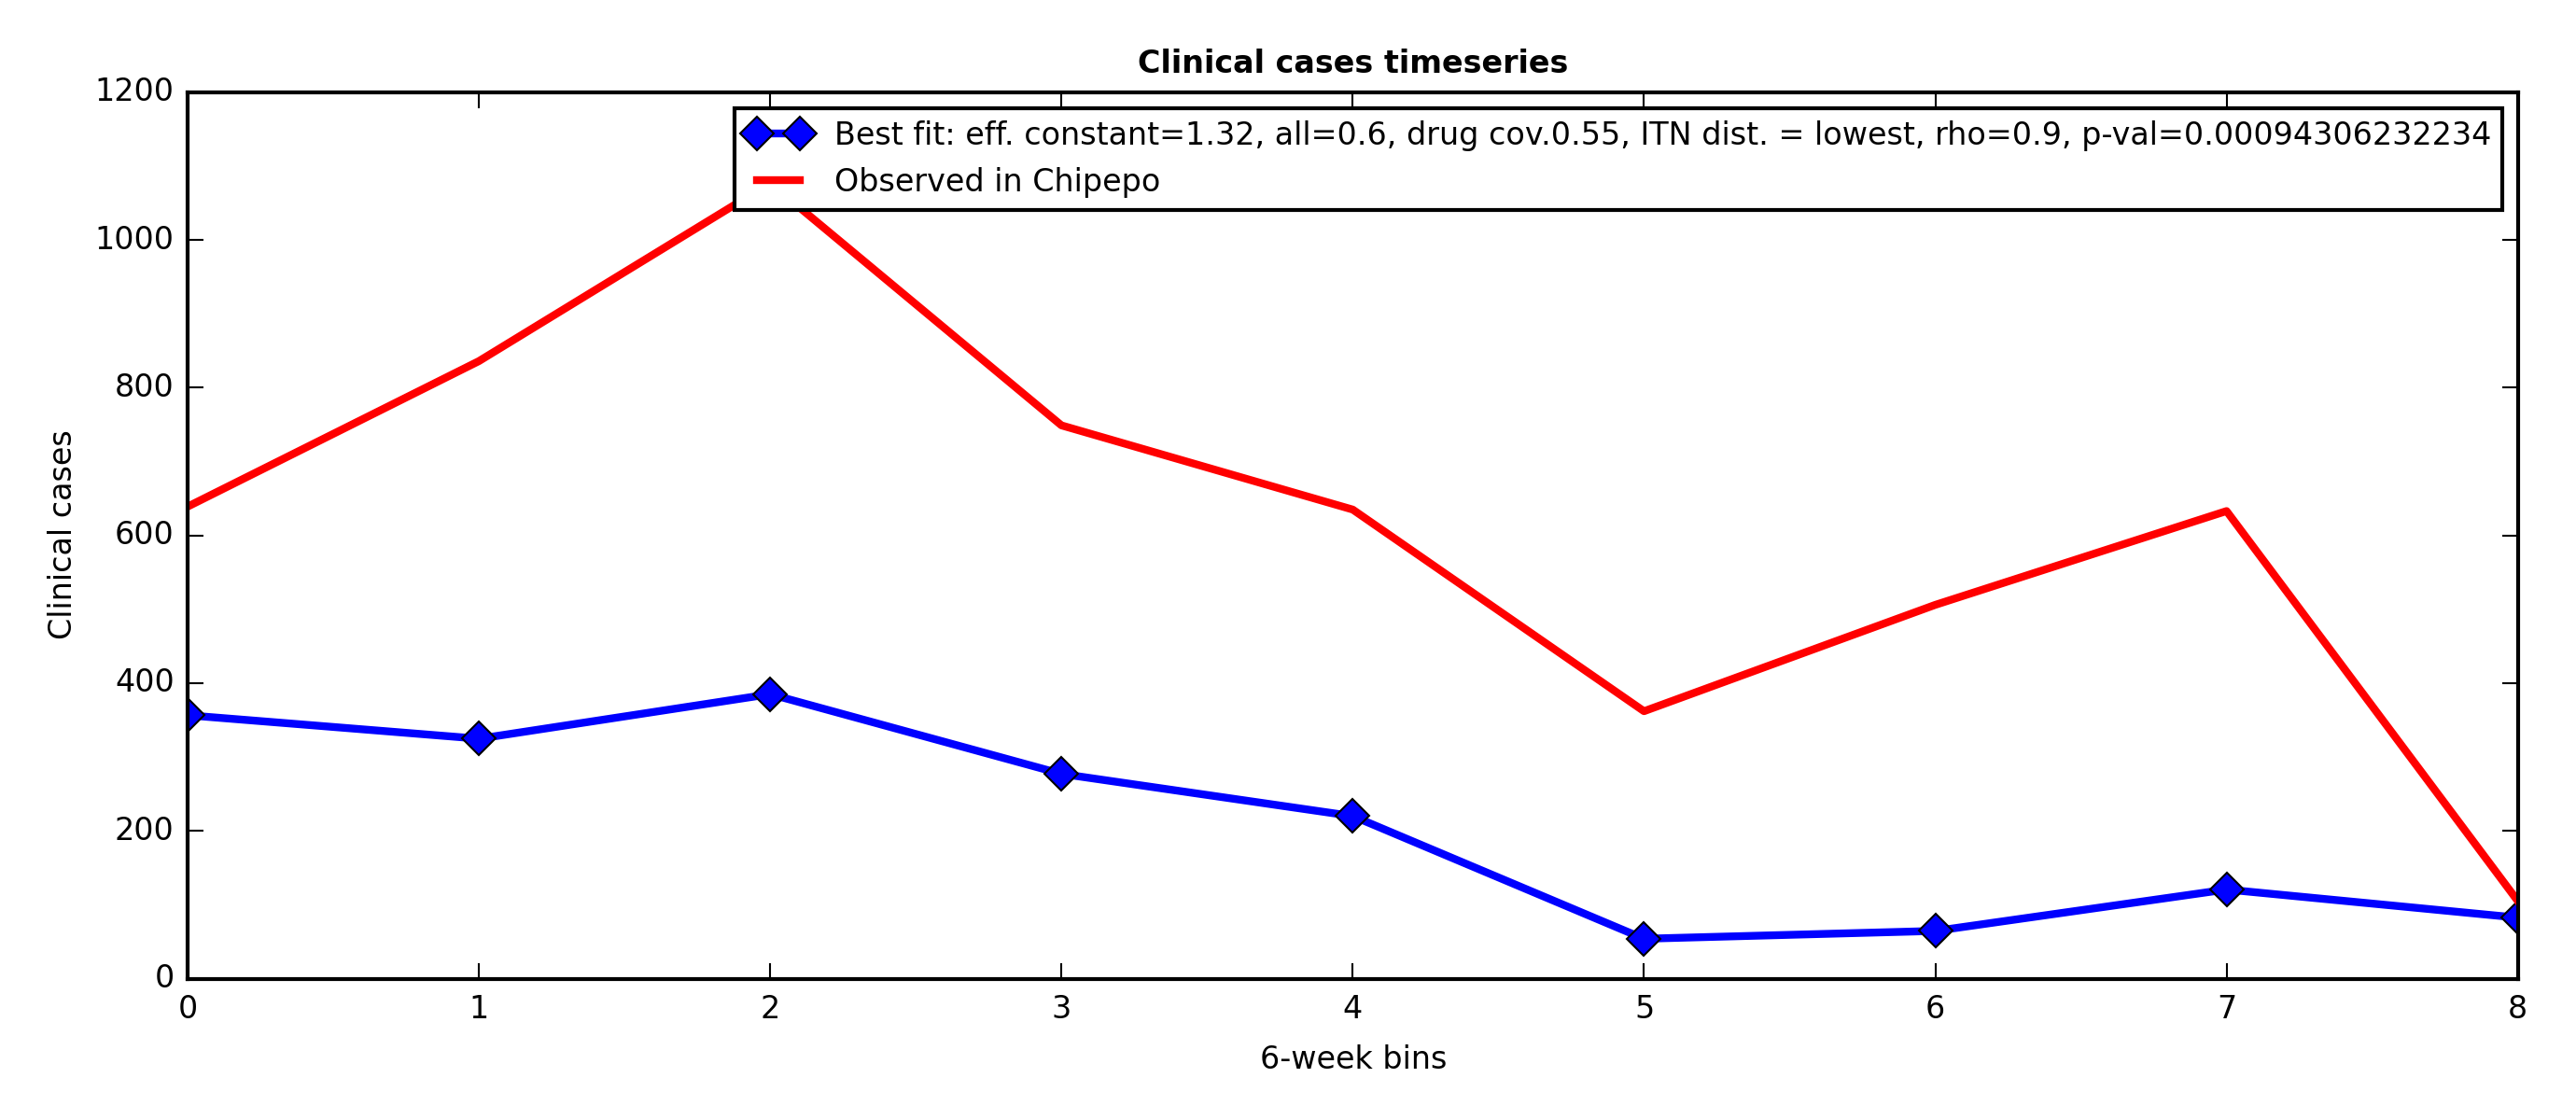 Clinical cases timeseries
1200
1000
800
600
400
200
0
Clinical cases
Best fit: eff. constant=1.32, all=0.6, drug cov.0.55, ITN dist. = lowest, rho=0.9, p-val=0.00094306232234
Observed in Chipepo
0 1 2 3 4 5 6 7 8
6-week bins